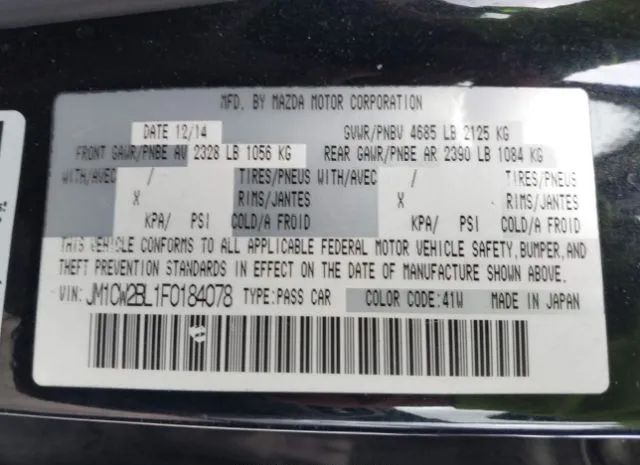 MFD. BY MAZDA MOTOR CORPORATION
DATE 12/14 GVWR/PNBV 4685 LB 2125 KG
FRONT GAWR/PNBE AV 2328 LB 1056 KG REAR GAWR/PNBE AR 2390 LB 1084 KG
WITH/AVEC / TIRES/PNEUS WITH/AVEC / TIRES/PNEUS
X RIMS/JANTES X RIMS/JANTES
KPA/ PSI COLD/A FROID KPA/ PSI COLD/A FROID
THIS VEHICLE CONFORMS TO ALL APPLICABLE FEDERAL MOTOR VEHICLE SAFETY, BUMPER, AND
THEFT PREVENTION STANDARDS IN EFFECT ON THE DATE OF MANUFACTURE SHOWN ABOVE.
VIN: JM1CW2BL1F0184078 TYPE:PASS CAR COLOR CODE:41W MADE IN JAPAN